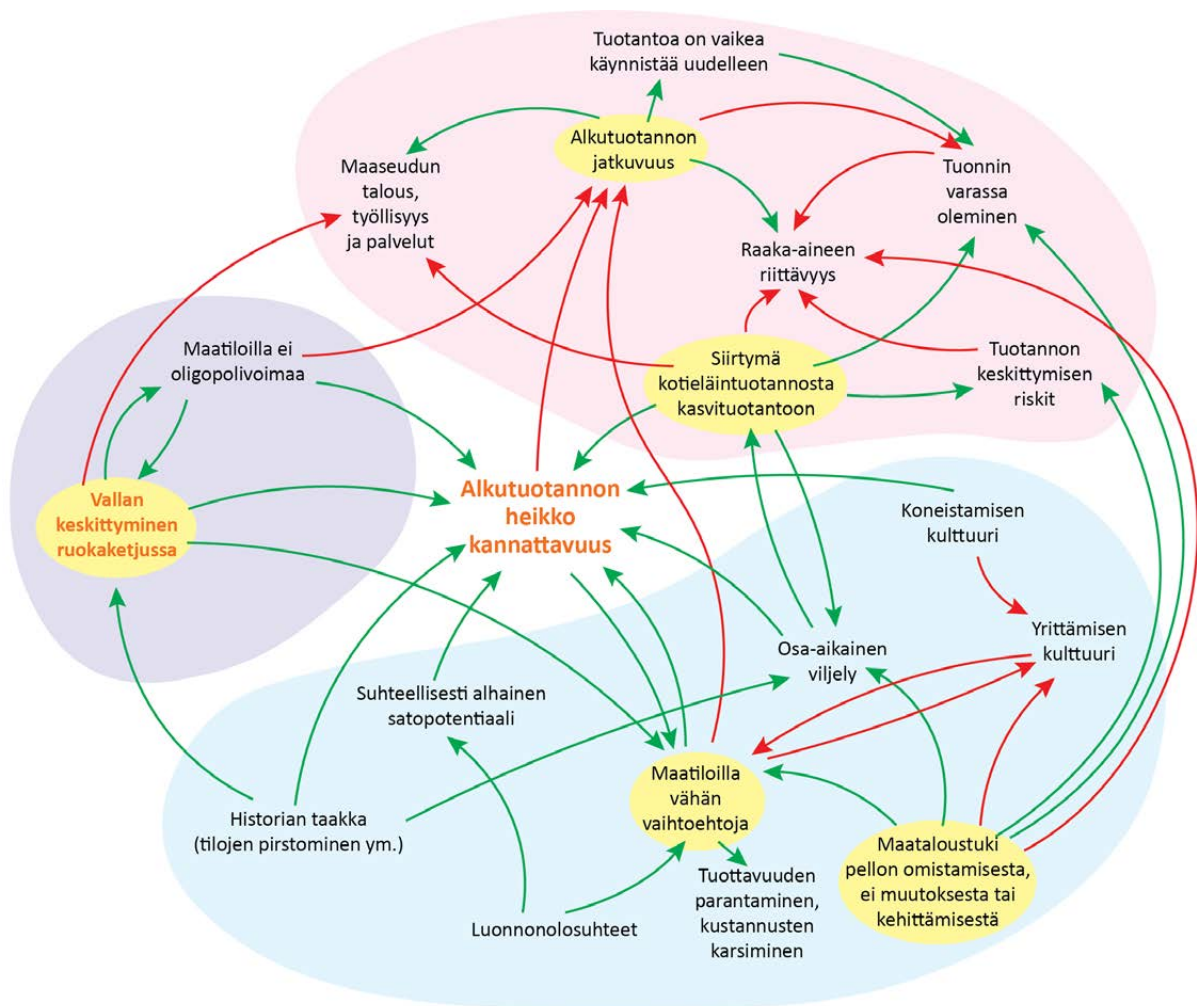 Tuotantoa on vaikea
käynnistää uudelleen
Alkutuotannon
jatkuvuus
Maaseudun
talous,
työllisyys
ja palvelut
Tuonnin
varassa
oleminen
Raaka-aineen
riittävyys
Maatiloilla ei
oligopolivoimaa
Siirtymä
kotieläintuotannosta
kasvituotantoon
Tuotannon
keskittymisen
riskit
Vallan
keskittyminen
ruokaketjussa
Alkutuotannon
heikko
kannattavuus
Koneistamisen
kulttuuri
Osa-aikainen
viljely
Yrittämisen
kulttuuri
Suhteellisesti alhainen
satopotentiaali
Maatiloilla
vähän
vaihtoehtoja
Historian taakka
(tilojen pirstominen ym.)
Maataloustuki
pellon omistamisesta,
ei muutoksesta tai
kehittämisestä
Tuottavuuden
parantaminen,
kustannusten
karsiminen
Luonnonolosuhteet